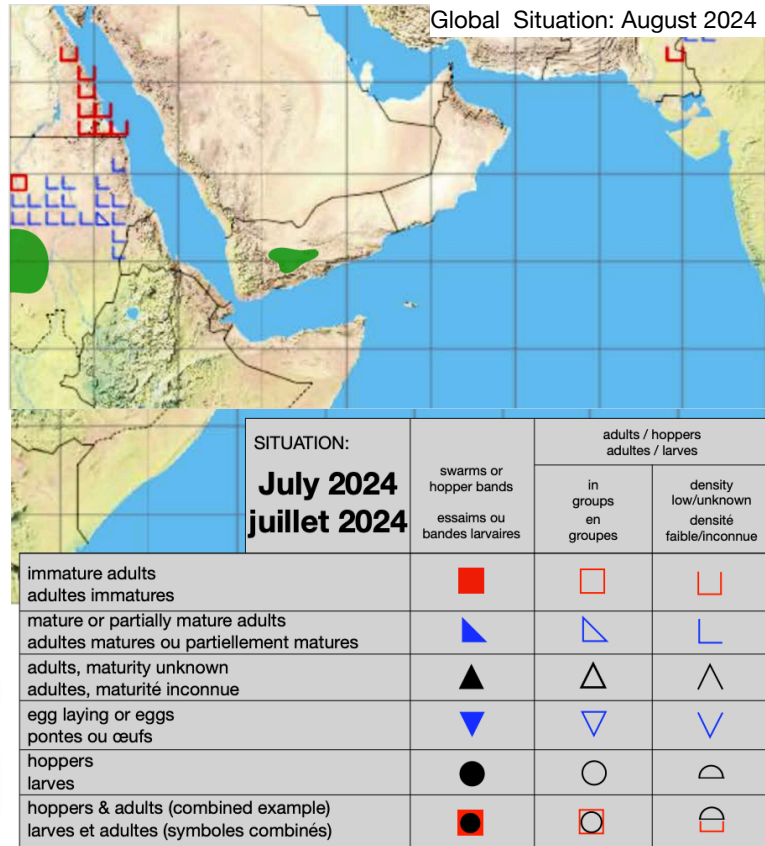 Global Situation: August 2024
SITUATION:
July 2024
juillet 2024
swarms or
hopper bands
essaims ou
bandes larvaires
adults / hoppers
adultes / larves
in
groups
en
groupes
density
low/unknown
densité
faible/inconnue
immature adults
adultes immatures
mature or partially mature adults
adultes matures ou partiellement matures
adults, maturity unknown
adultes, maturité inconnue
egg laying or eggs
pontes ou œufs
hoppers
larves
hoppers & adults (combined example)
larves et adultes (symboles combinés)